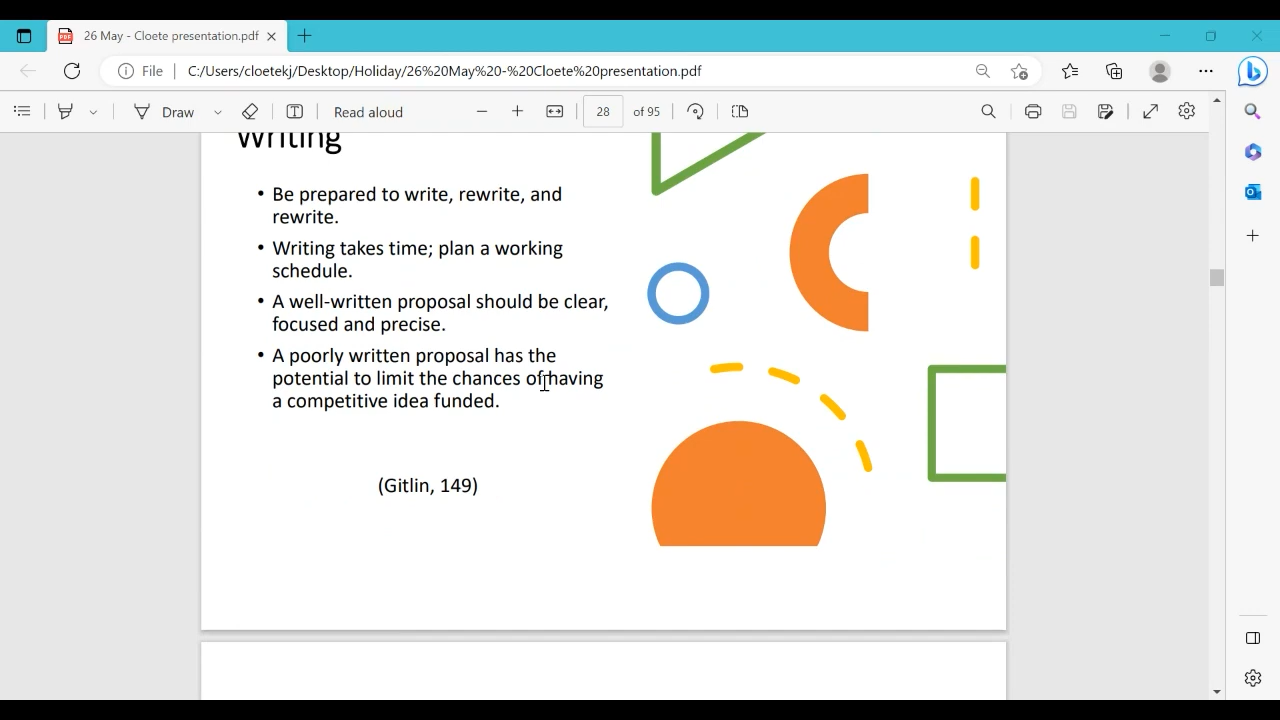 26 May - Cloete presentation.pdf
File
C:/Users/cloetekj/Desktop/Holiday/26%20May%20-%20Cloete%20presentation.pdf
Draw
Read aloud
28 of 95
Writing
• Be prepared to write, rewrite, and
rewrite.
• Writing takes time; plan a working
schedule.
• A well-written proposal should be clear,
focused and precise.
• A poorly written proposal has the
potential to limit the chances of having
a competitive idea funded.
(Gitlin, 149)